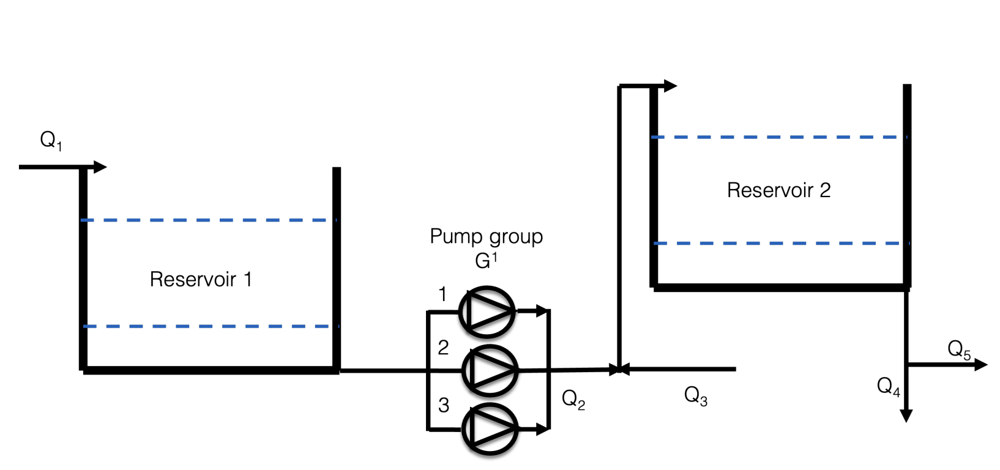 Q₁
Reservoir 1
Pump group
G¹
1
2
3
Q₂
Q₃
Reservoir 2
Q₄
Q₅